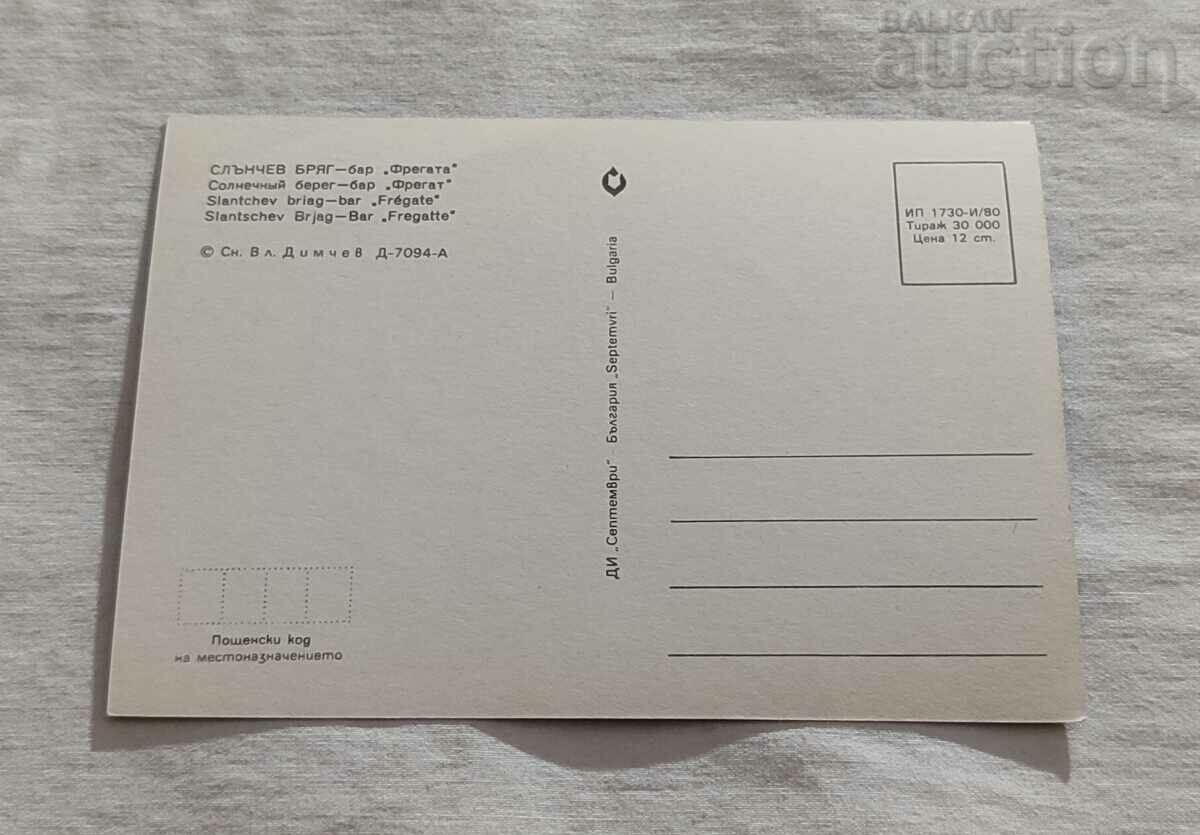 BALKAN
auction
СЛЪНЧЕВ БРЯГ—бар „Фрегата"
Солнечный берег—бар „Фрегат"
Slantchev briag—bar „Frégate"
Slantschev Brjag—Bar „Fregatte"
© Сн. Вл. Димчев Д-7094-А
ДИ „Септември" – България „Septemvri" – Bulgaria
ИП 1730-И/80
Тираж 30 000
Цена 12 ст.
Пощенски код
на местоназначението